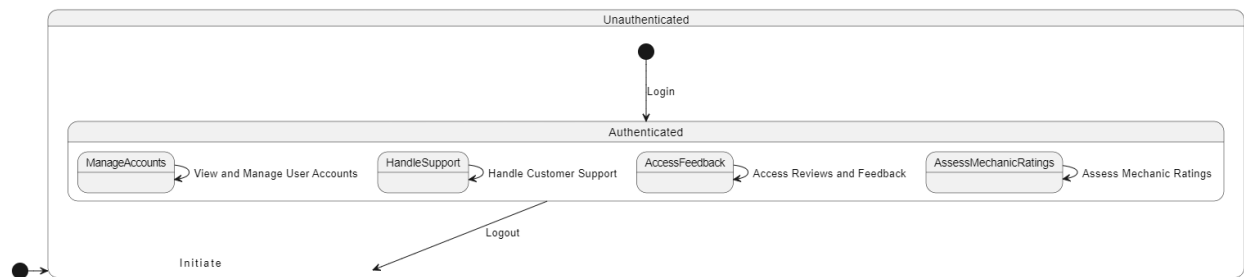 Unauthenticated
Login
Authenticated
ManageAccounts
View and Manage User Accounts
HandleSupport
Handle Customer Support
AccessFeedback
Access Reviews and Feedback
AssessMechanicRatings
Assess Mechanic Ratings
Logout
Initiate